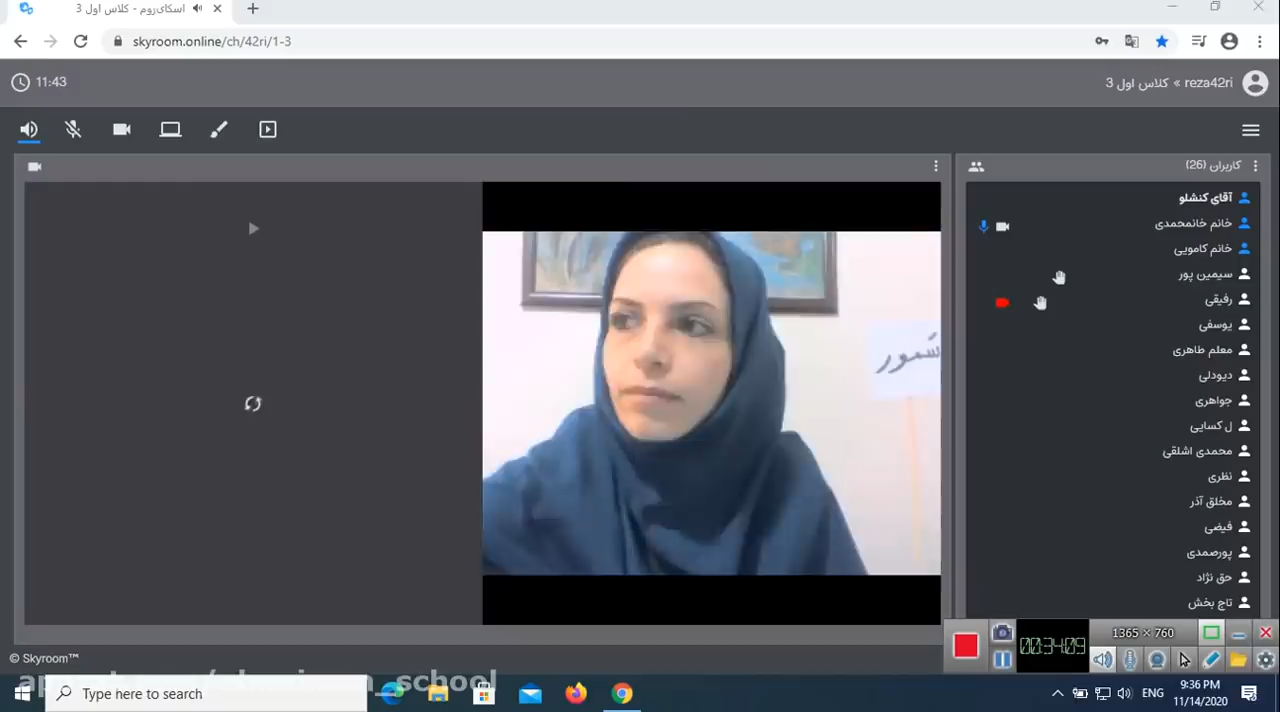 اسکای‌روم - کلاس اول 3
skyroom.online/ch/42ri/1-3
11:43
reza42ri » کلاس اول 3
کاربران (26)
آقای کنشلو
خانم خانمحمدی
خانم کامویی
سیمین پور
رفیقی
یوسفی
معلم طاهری
دیودلی
جواهری
ل کسایی
محمدی اشلقی
نظری
مخلق آذر
فیضی
پورصمدی
حق نژاد
تاج بخش
سَمور
1365 × 760
00:34:09
© Skyroom™
Type here to search
ENG
9:36 PM
11/14/2020